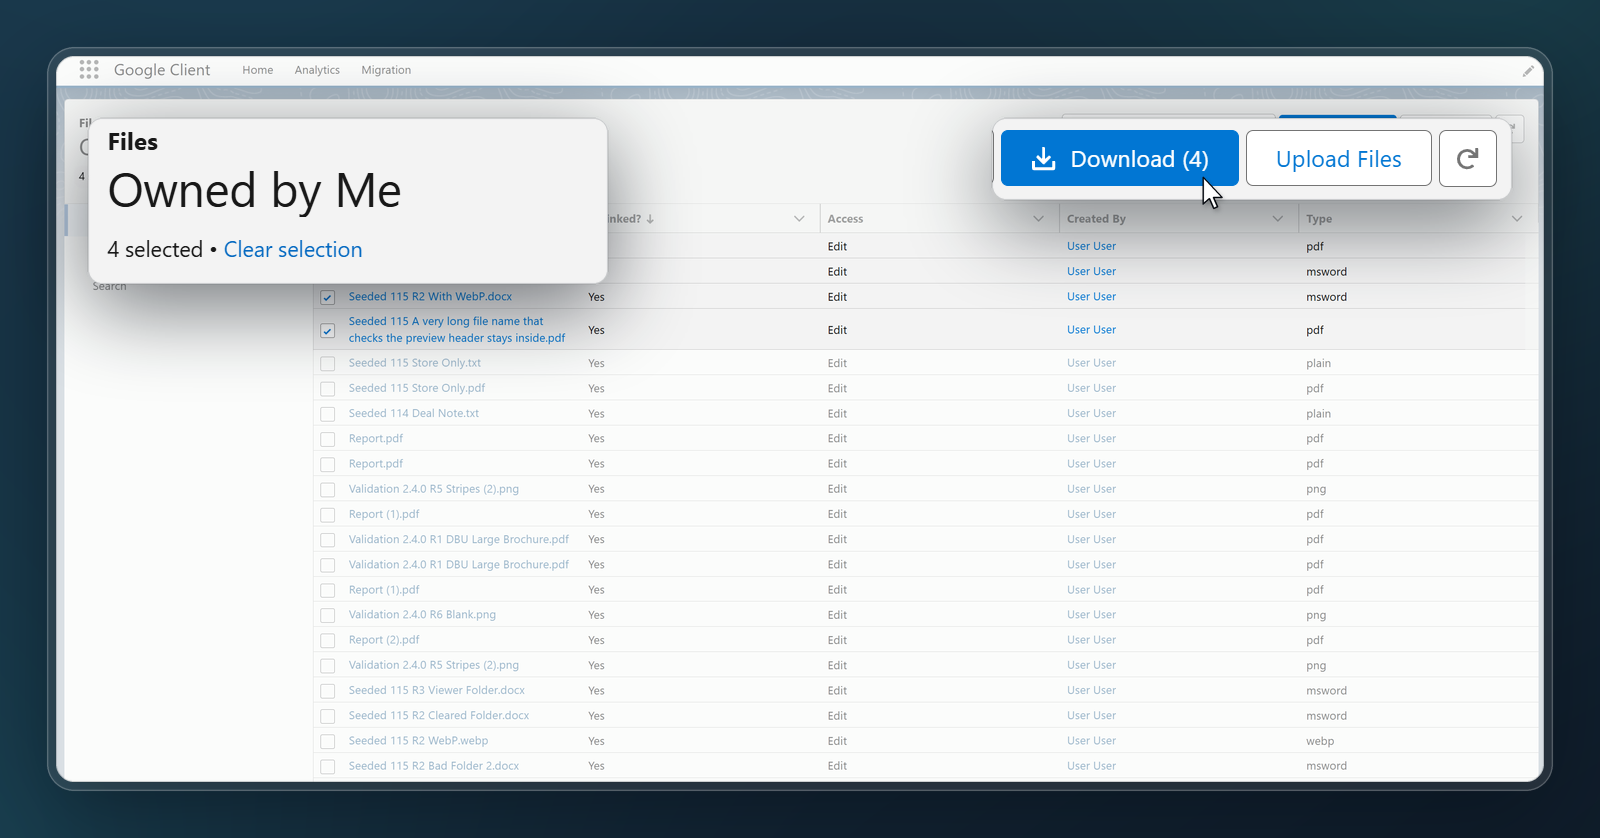 Google Client Home Analytics Migration
Files
Owned by Me
4 selected • Clear selection
Download (4) Upload Files
4
Search
nked? Access Created By Type
Edit User User pdf
Edit User User msword
Seeded 115 R2 With WebP.docx Yes Edit User User msword
Seeded 115 A very long file name that
checks the preview header stays inside.pdf Yes Edit User User pdf
Seeded 115 Store Only.txt Yes Edit User User plain
Seeded 115 Store Only.pdf Yes Edit User User pdf
Seeded 114 Deal Note.txt Yes Edit User User plain
Report.pdf Yes Edit User User pdf
Report.pdf Yes Edit User User pdf
Validation 2.4.0 R5 Stripes (2).png Yes Edit User User png
Report (1).pdf Yes Edit User User pdf
Validation 2.4.0 R1 DBU Large Brochure.pdf Yes Edit User User pdf
Validation 2.4.0 R1 DBU Large Brochure.pdf Yes Edit User User pdf
Report (1).pdf Yes Edit User User pdf
Validation 2.4.0 R6 Blank.png Yes Edit User User png
Report (2).pdf Yes Edit User User pdf
Validation 2.4.0 R5 Stripes (2).png Yes Edit User User png
Seeded 115 R3 Viewer Folder.docx Yes Edit User User msword
Seeded 115 R2 Cleared Folder.docx Yes Edit User User msword
Seeded 115 R2 WebP.webp Yes Edit User User webp
Seeded 115 R2 Bad Folder 2.docx Yes Edit User User msword